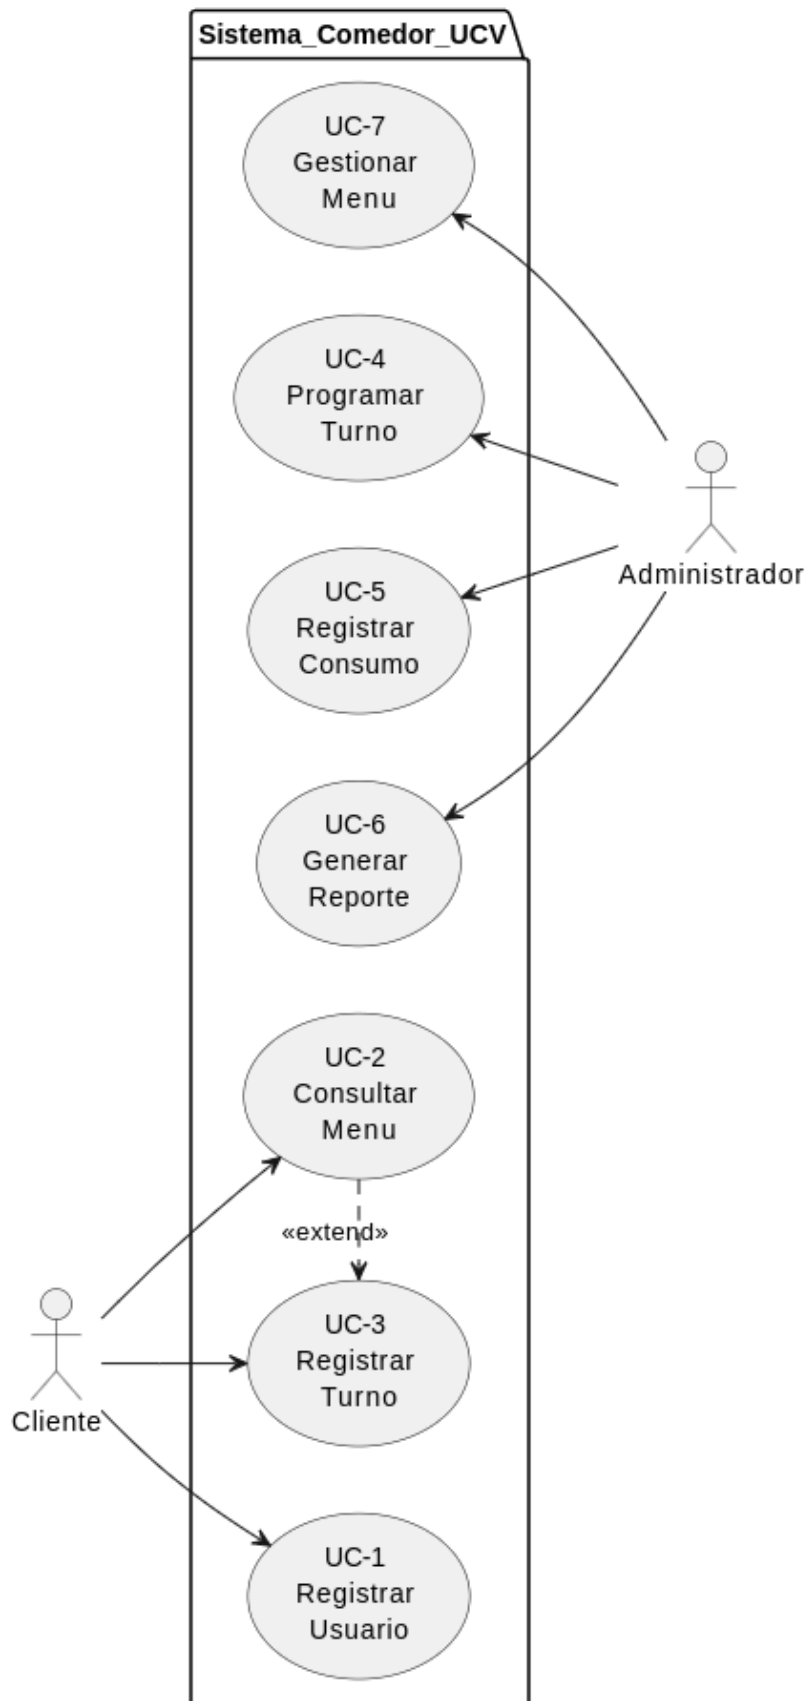 Sistema_Comedor_UCV
UC-7
Gestionar
Menu
UC-4
Programar
Turno
Administrador
UC-5
Registrar
Consumo
UC-6
Generar
Reporte
UC-2
Consultar
Menu
«extend»
UC-3
Registrar
Turno
Cliente
UC-1
Registrar
Usuario